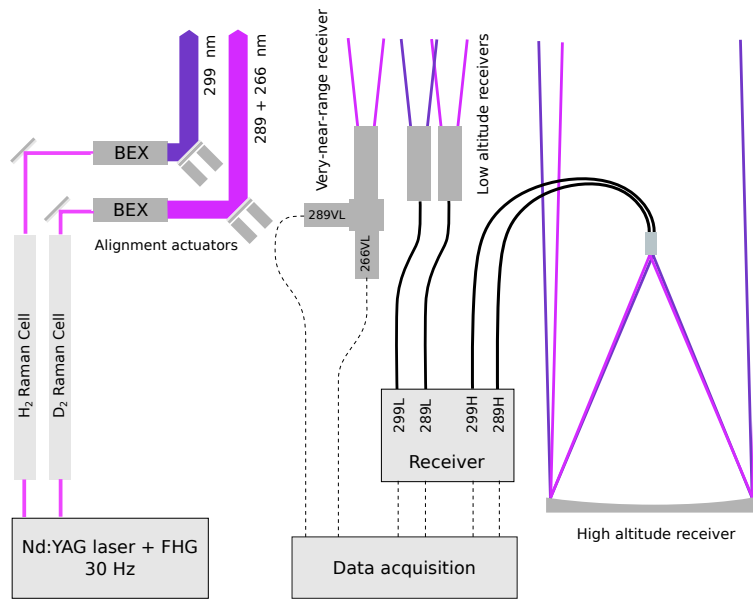 299 nm
289 + 266 nm
Very-near-range receiver
Low altitude receivers
BEX
BEX
Alignment actuators
289VL
266VL
H₂ Raman Cell
D₂ Raman Cell
299L
289L
299H
289H
Receiver
High altitude receiver
Nd:YAG laser + FHG
30 Hz
Data acquisition